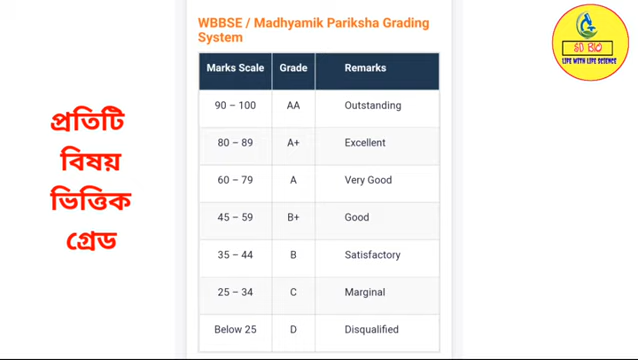 WBBSE / Madhyamik Pariksha Grading
System
Marks Scale Grade Remarks
90 – 100 AA Outstanding
80 – 89 A+ Excellent
60 – 79 A Very Good
45 – 59 B+ Good
35 – 44 B Satisfactory
25 – 34 C Marginal
Below 25 D Disqualified
প্রতিটি
বিষয়
ভিত্তিক
গ্রেড
SD BIO
LIFE WITH LIFE SCIENCE